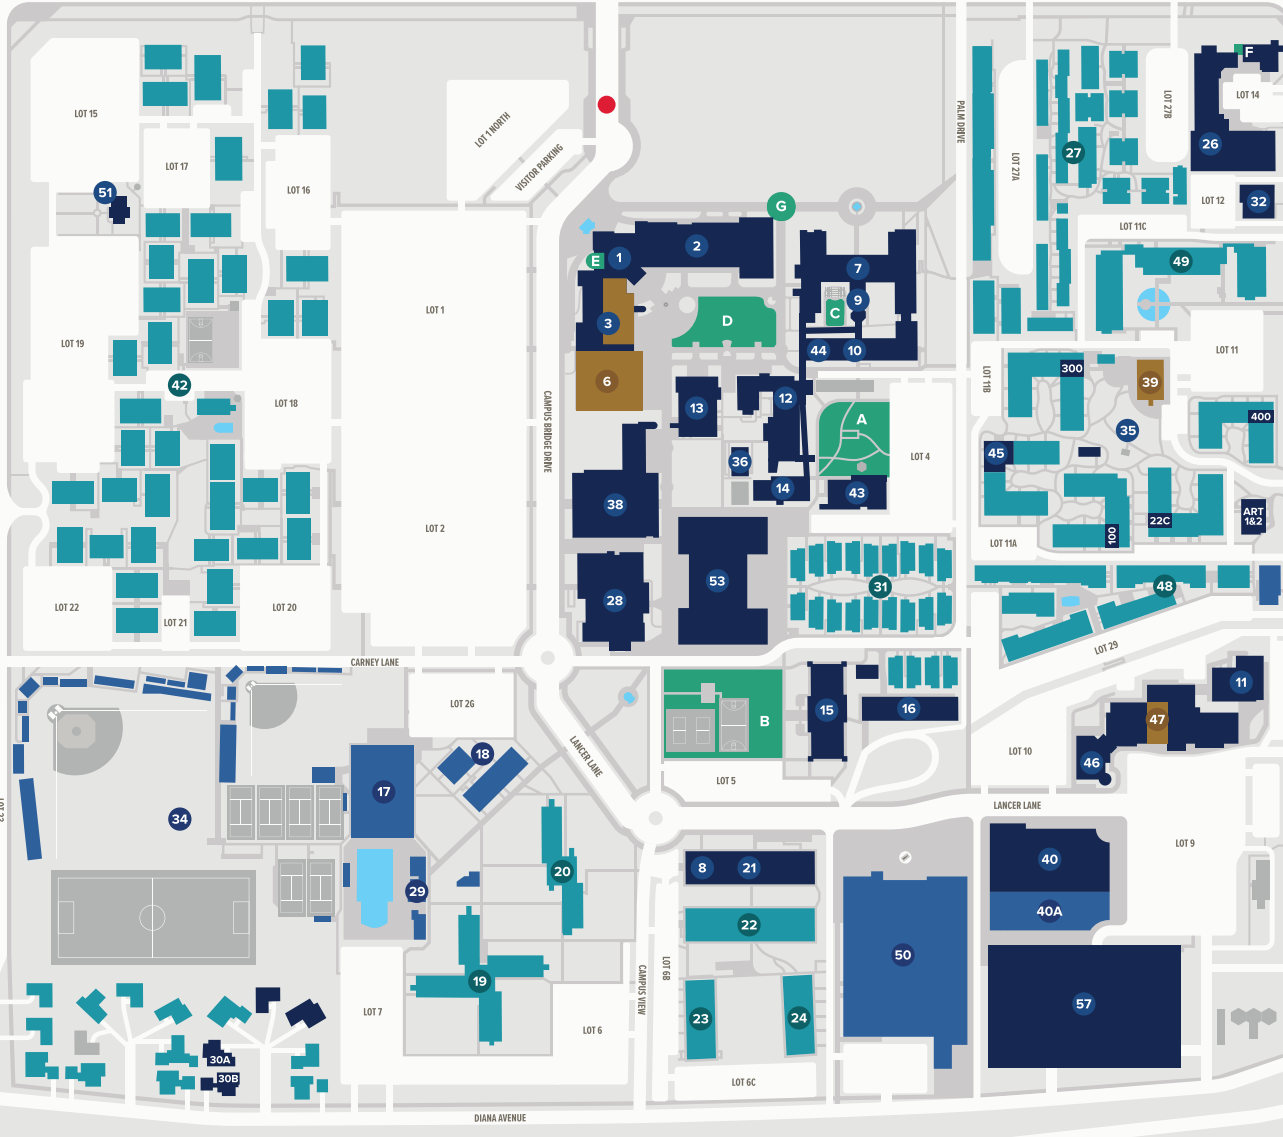 F
LOT 15
LOT 1 NORTH
PALM DRIVE
LOT 27B
LOT 14
VISITOR PARKING
LOT 17
LOT 27A
27
26
51
LOT 16
LOT 12
32
G
LOT 11C
E
1
2
7
49
9
LOT 1
C
3
D
LOT 19
44
10
LOT 11
42
6
LOT 11B
300
39
LOT 18
CAMPUS BRIDGE DRIVE
13
12
A
400
35
LOT 4
45
36
14
43
38
LOT 2
22C
ART
1&2
100
LOT 11A
53
31
48
28
LOT 22
LOT 20
LOT 21
LOT 29
CARNEY LANE
11
LOT 2G
15
16
B
47
LANCER LANE
18
LOT 10
46
LOT 5
17
LANCER LANE
34
LOT 9
40
8
21
20
29
40A
22
50
LOT 6B
CAMPUS VIEW
19
57
LOT 7
23
24
LOT 6
30A
30B
LOT 6C
DIANA AVENUE